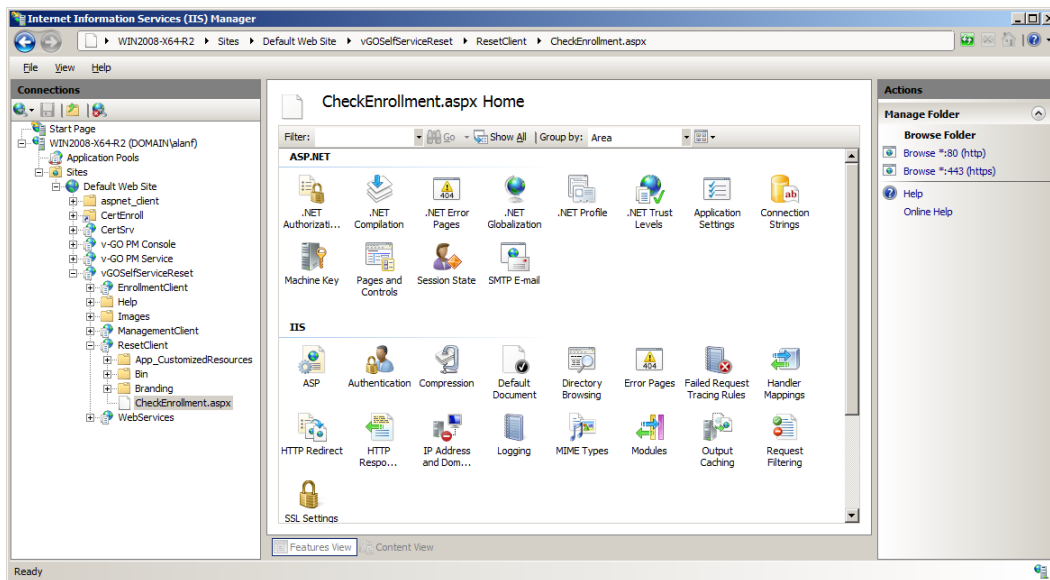 Internet Information Services (IIS) Manager
WIN2008-X64-R2 Sites Default Web Site vGOSelfServiceReset ResetClient CheckEnrollment.aspx
File View Help
Connections
Start Page
WIN2008-X64-R2 (DOMAIN\alanf)
Application Pools
Sites
Default Web Site
aspnet_client
CertEnroll
CertSrv
v-GO PM Console
v-GO PM Service
vGOSelfServiceReset
EnrollmentClient
Help
Images
ManagementClient
ResetClient
App_CustomizedResources
Bin
Branding
CheckEnrollment.aspx
WebServices
CheckEnrollment.aspx Home
Filter: Go Show All Group by: Area
ASP.NET
.NET Authorizati...
.NET Compilation
404
.NET Error Pages
.NET Globalization
.NET Profile
.NET Trust Levels
Application Settings
ab
Connection Strings
Machine Key
Pages and Controls
Session State
SMTP E-mail
IIS
ASP
Authentication
Compression
Default Document
Directory Browsing
404
Error Pages
Failed Request Tracing Rules
Handler Mappings
HTTP Redirect
HTTP Respo...
IP Address and Dom...
Logging
MIME Types
Modules
Output Caching
Request Filtering
SSL Settings
Features View Content View
Actions
Manage Folder
Browse Folder
Browse *:80 (http)
Browse *:443 (https)
Help
Online Help
Ready